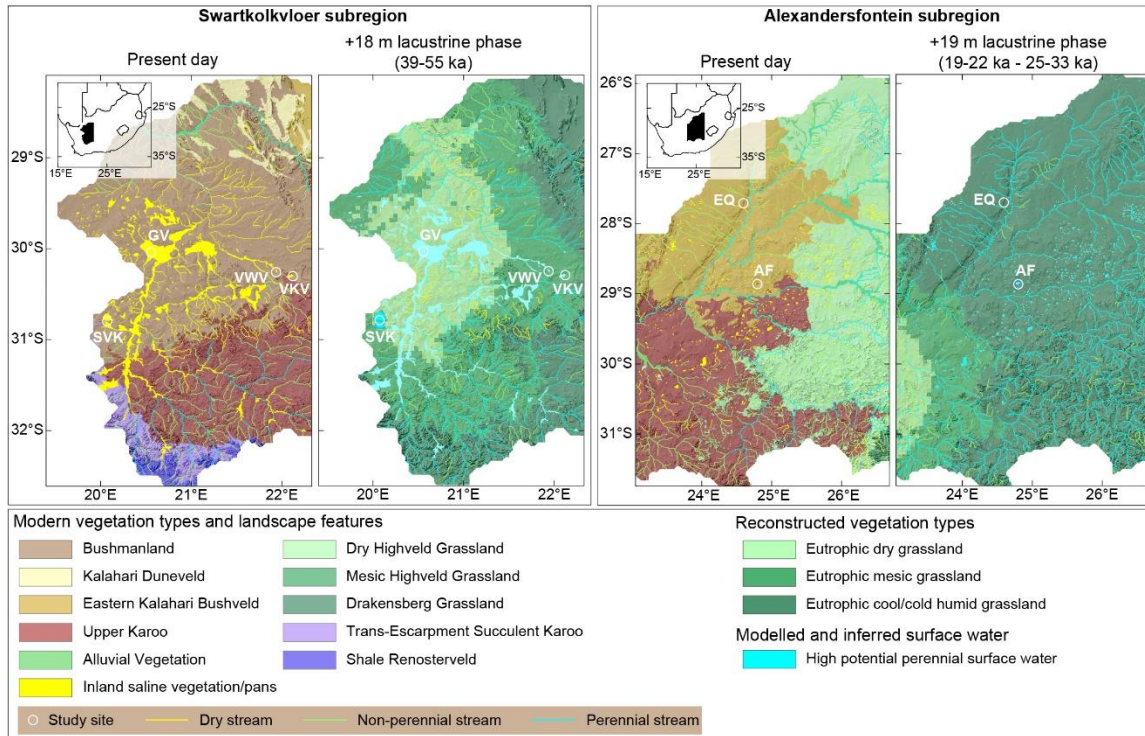 Swartkolkvloer subregion
Present day
+18 m lacustrine phase
(39-55 ka)
25°S
35°S
15°E
25°E
29°S
30°S
31°S
32°S
GV
VWV
VKV
SVK
GV
VWV
VKV
SVK
20°E
21°E
22°E
20°E
21°E
22°E
Alexandersfontein subregion
Present day
+19 m lacustrine phase
(19-22 ka - 25-33 ka)
26°S
25°S
35°S
15°E
25°E
27°S
28°S
29°S
30°S
31°S
EQ
AF
EQ
AF
24°E
25°E
26°E
24°E
25°E
26°E
Modern vegetation types and landscape features
Bushmanland
Kalahari Duneveld
Eastern Kalahari Bushveld
Upper Karoo
Alluvial Vegetation
Inland saline vegetation/pans
Dry Highveld Grassland
Mesic Highveld Grassland
Drakensberg Grassland
Trans-Escarpment Succulent Karoo
Shale Renosterveld
Study site
Dry stream
Non-perennial stream
Perennial stream
Reconstructed vegetation types
Eutrophic dry grassland
Eutrophic mesic grassland
Eutrophic cool/cold humid grassland
Modelled and inferred surface water
High potential perennial surface water